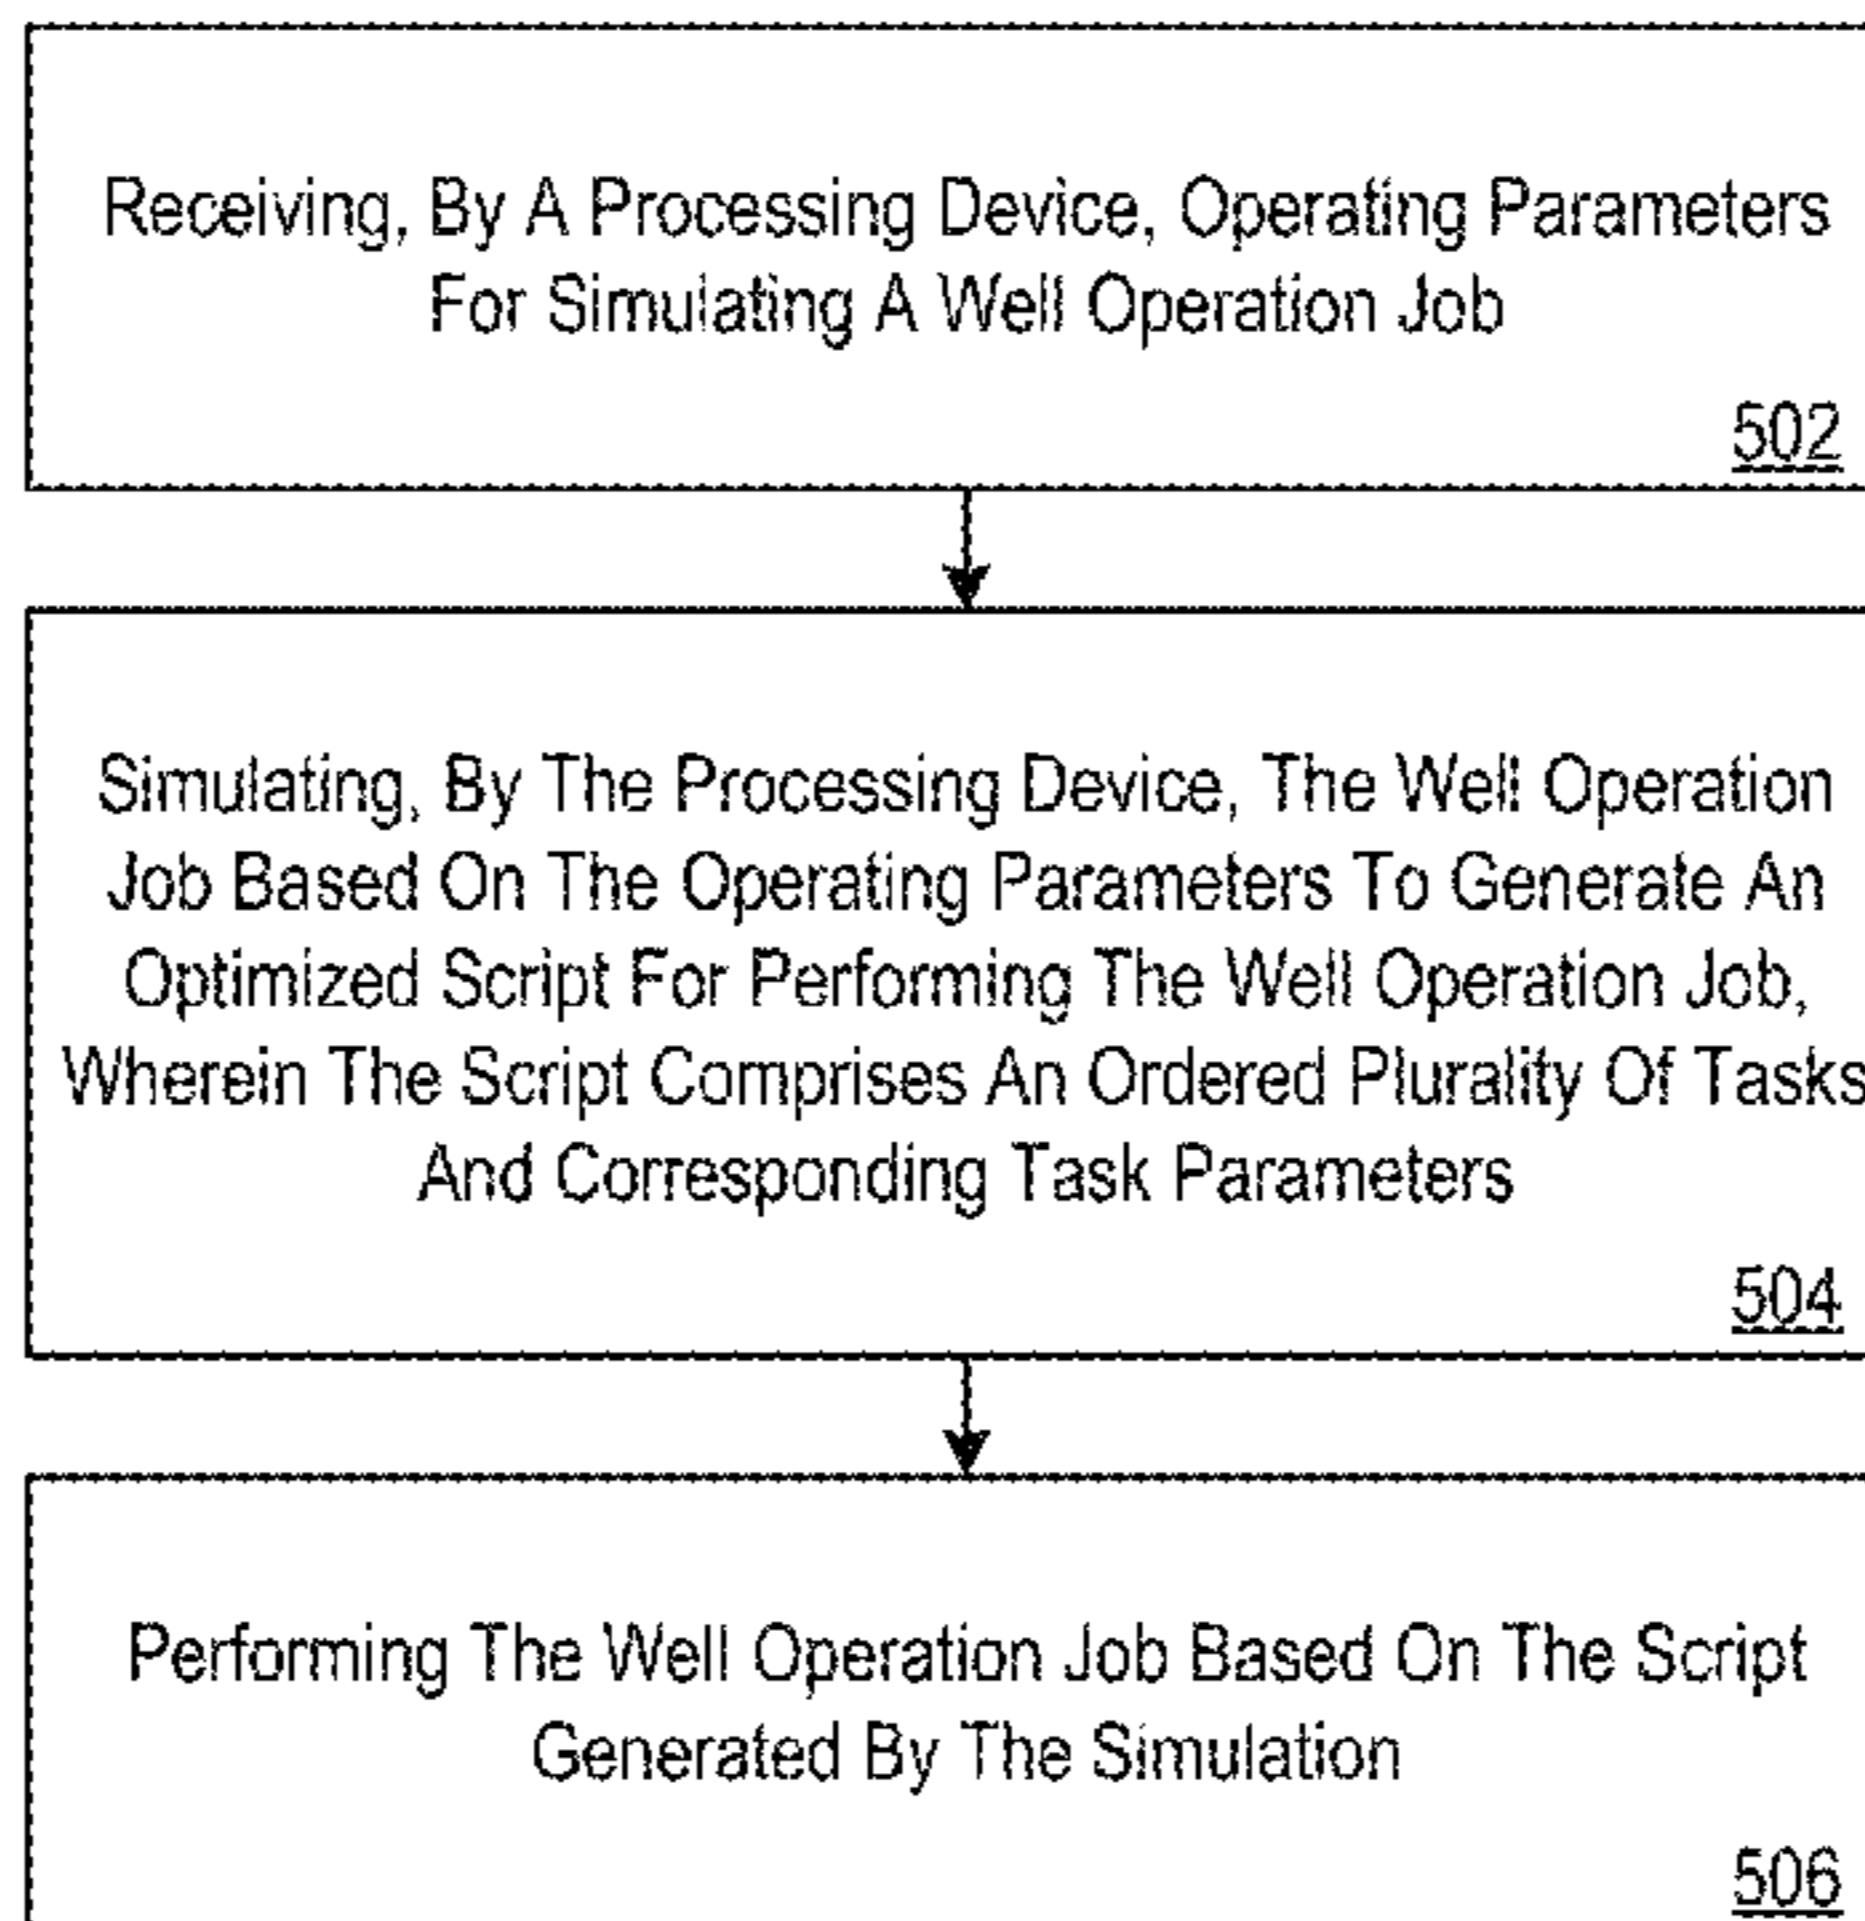 Receiving, By A Processing Device, Operating Parameters
For Simulating A Well Operation Job
502
Simulating, By The Processing Device, The Well Operation
Job Based On The Operating Parameters To Generate An
Optimized Script For Performing The Well Operation Job,
Wherein The Script Comprises An Ordered Plurality Of Tasks
And Corresponding Task Parameters
504
Performing The Well Operation Job Based On The Script
Generated By The Simulation
506